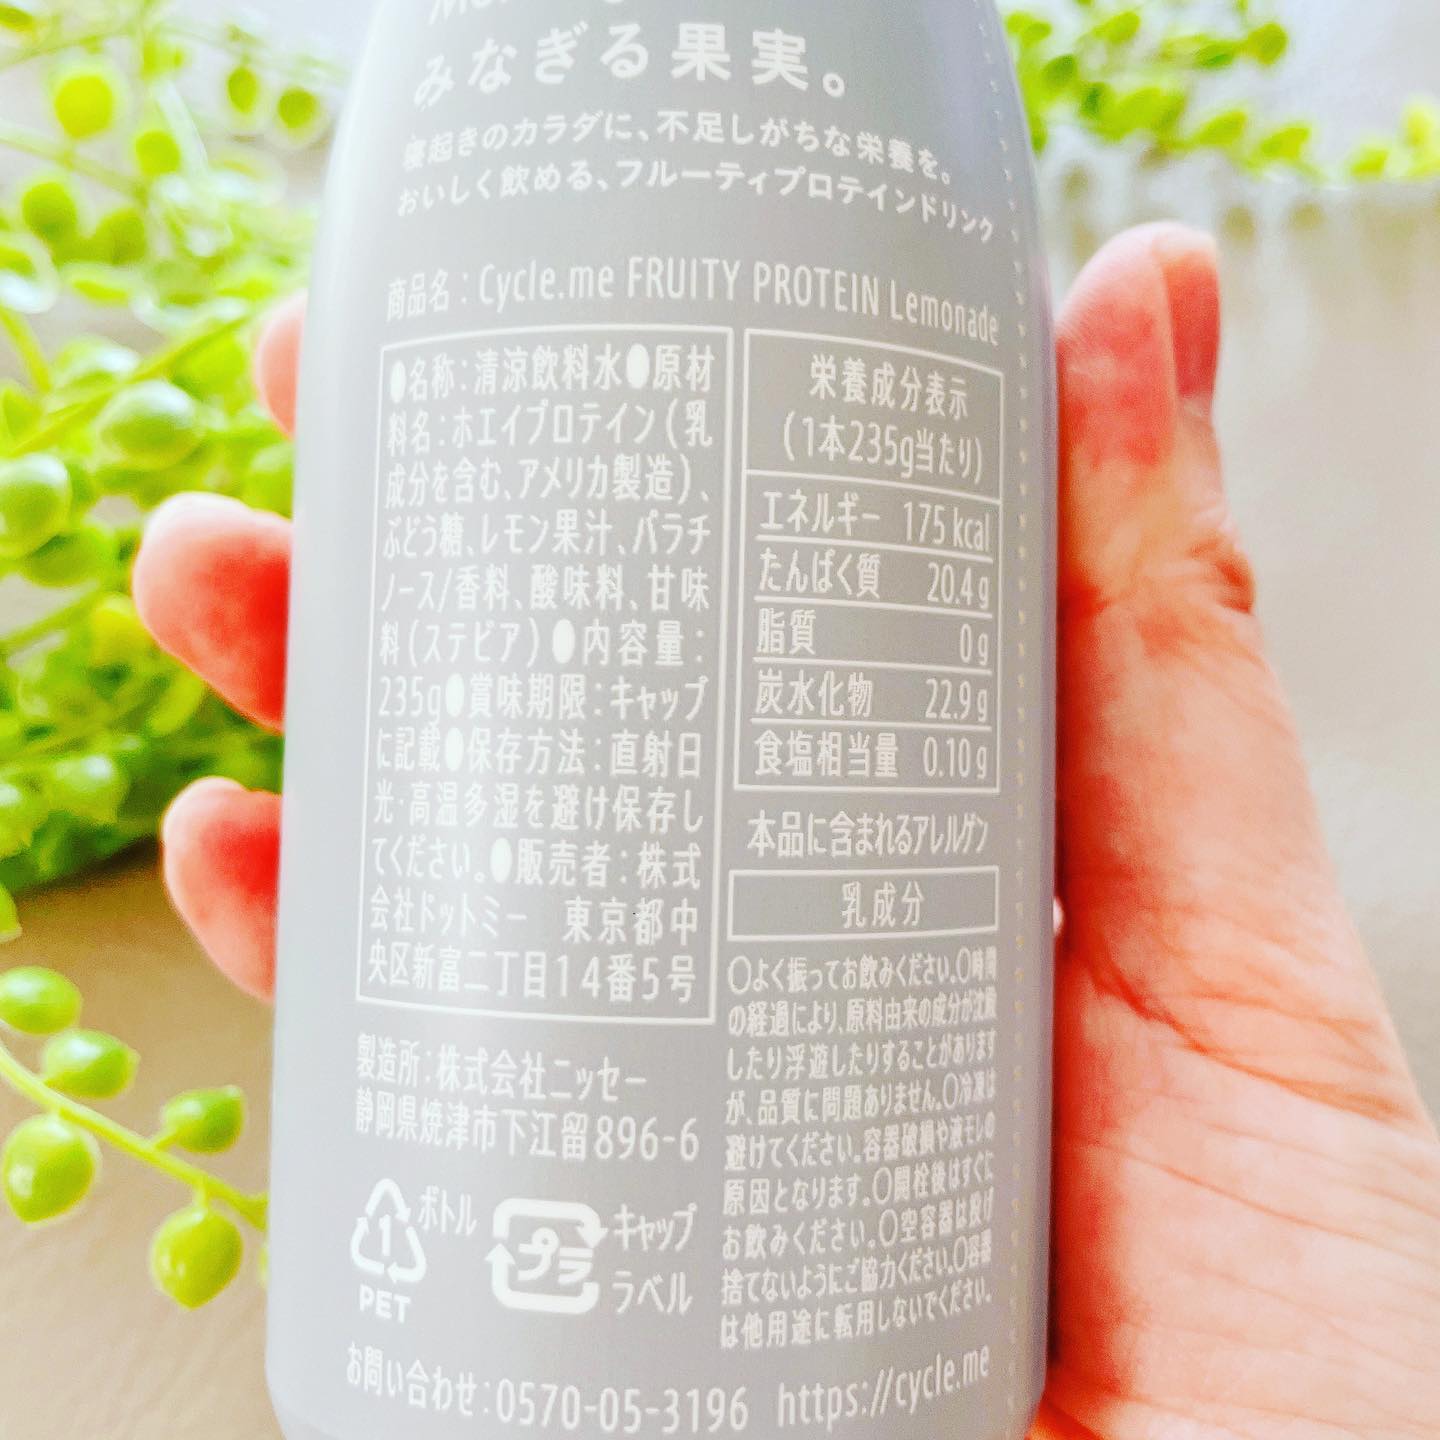 みなぎる果実。
寝起きのカラダに、不足しがちな栄養を。
おいしく飲める、フルーティプロテインドリンク
商品名：Cycle.me FRUITY PROTEIN Lemonade
●名称：清涼飲料水●原材
料名：ホエイプロテイン（乳
成分を含む、アメリカ製造）、
ぶどう糖、レモン果汁、パラチ
ノース/香料、酸味料、甘味
料（ステビア）●内容量：
235g●賞味期限：キャップ
に記載●保存方法：直射日
光・高温多湿を避け保存し
てください。●販売者：株式
会社ドットミー　東京都中
央区新富二丁目14番5号
製造所：株式会社ニッセー
静岡県焼津市下江留896-6
栄養成分表示
（1本235g当たり）
エネルギー 175 kcal
たんぱく質 20.4 g
脂質 0 g
炭水化物 22.9 g
食塩相当量 0.10 g
本品に含まれるアレルゲン
乳成分
〇よく振ってお飲みください。〇時間
の経過により、原料由来の成分が沈殿
したり浮遊したりすることがあります
が、品質に問題ありません。〇冷凍は
避けてください。容器破損や液モレの
原因となります。〇開栓後はすぐに
お飲みください。〇空容器は投げ
捨てないようにご協力ください。〇容器
は他用途に転用しないでください。
1
ボトル
PET
プラ
キャップ
ラベル
お問い合わせ：0570-05-3196 https://cycle.me